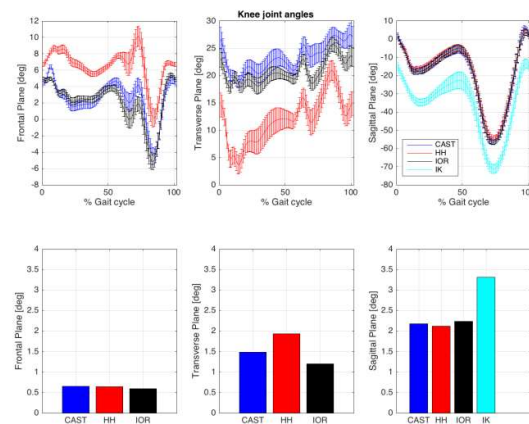 Knee joint angles
Frontal Plane [deg]
12
10
8
6
4
2
0
-2
-4
-6
-8
0 50 100
% Gait cycle
Transverse Plane [deg]
30
25
20
15
10
5
0
0 50 100
% Gait cycle
Sagittal Plane [deg]
10
0
-10
-20
-30
-40
-50
-60
-70
-80
0 50 100
% Gait cycle
CAST
HH
IOR
IK
Frontal Plane [deg]
4
3.5
3
2.5
2
1.5
1
0.5
0
CAST HH IOR
Transverse Plane [deg]
4
3.5
3
2.5
2
1.5
1
0.5
0
CAST HH IOR
Sagittal Plane [deg]
4
3.5
3
2.5
2
1.5
1
0.5
0
CAST HH IOR IK